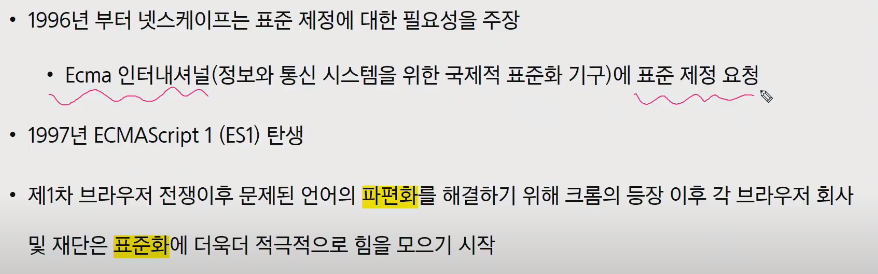 • 1996년 부터 넷스케이프는 표준 제정에 대한 필요성을 주장
• Ecma 인터내셔널(정보와 통신 시스템을 위한 국제적 표준화 기구)에 표준 제정 요청
• 1997년 ECMAScript 1 (ES1) 탄생
• 제1차 브라우저 전쟁이후 문제된 언어의 파편화를 해결하기 위해 크롬의 등장 이후 각 브라우저 회사
및 재단은 표준화에 더욱더 적극적으로 힘을 모으기 시작